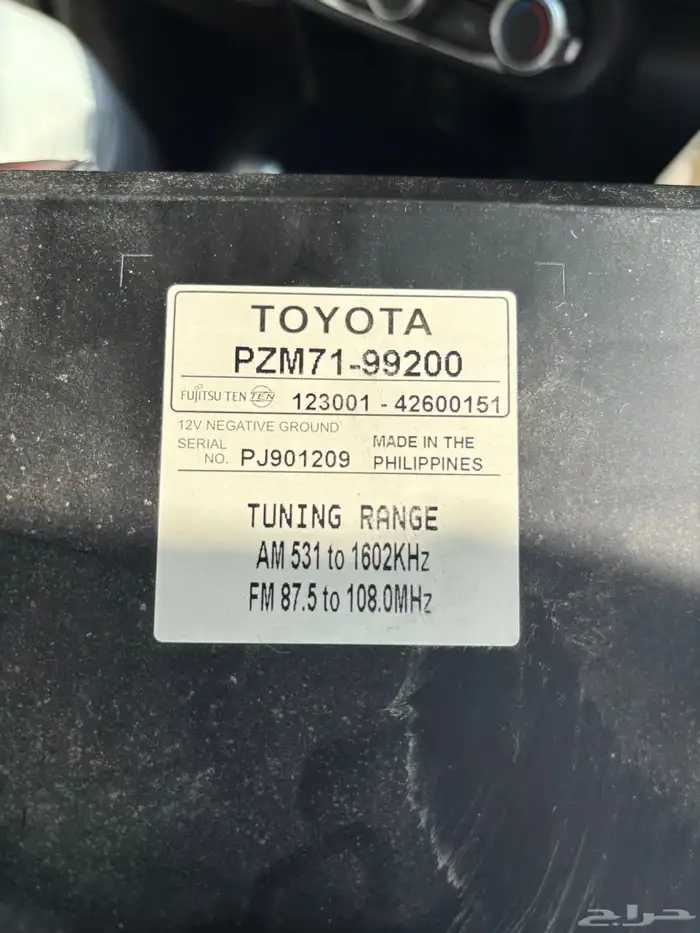 TOYOTA
PZM71-99200
FUJITSU TEN TEN 123001 - 42600151
12V NEGATIVE GROUND
SERIAL NO. PJ901209
MADE IN THE PHILIPPINES
TUNING RANGE
AM 531 to 1602KHz
FM 87.5 to 108.0MHz
حراج